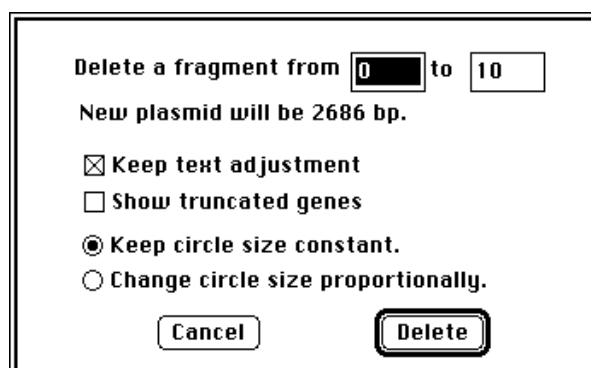 Delete a fragment from 0 to 10
New plasmid will be 2686 bp.
Keep text adjustment
Show truncated genes
Keep circle size constant.
Change circle size proportionally.
Cancel Delete